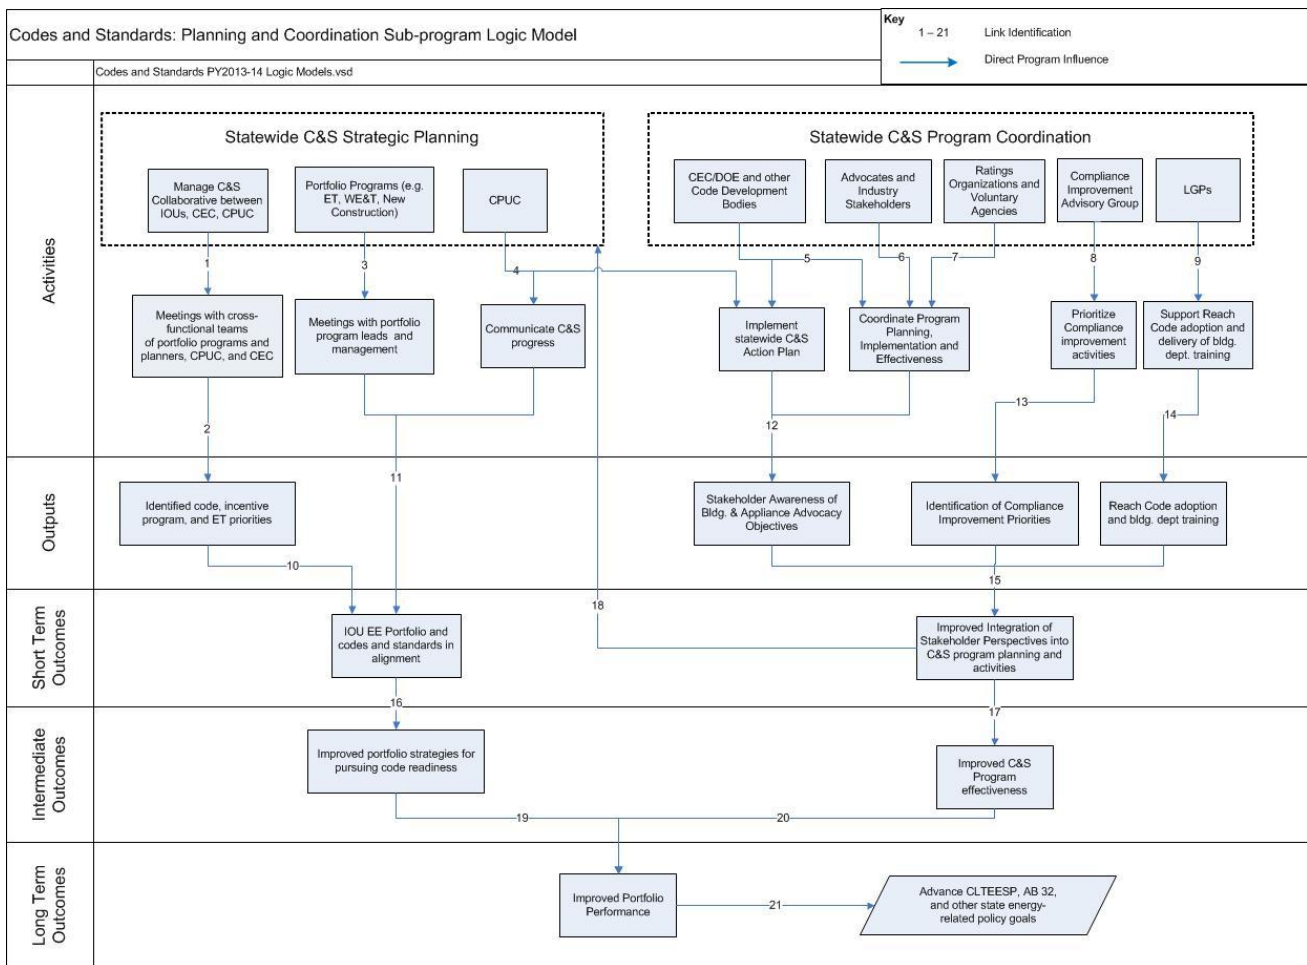 Codes and Standards: Planning and Coordination Sub-program Logic Model
Key
1 – 21 Link Identification
Direct Program Influence
Codes and Standards PY2013-14 Logic Models.vsd
Activities
Statewide C&S Strategic Planning
Manage C&S
Collaborative between
IOUs, CEC, CPUC
Portfolio Programs (e.g.
ET, WE&T, New
Construction)
CPUC
Statewide C&S Program Coordination
CEC/DOE and other
Code Development
Bodies
Advocates and
Industry
Stakeholders
Ratings
Organizations and
Voluntary
Agencies
Compliance
Improvement
Advisory Group
LGPs
1
3
4
5
6
7
8
9
Meetings with cross-
functional teams
of portfolio programs and
planners, CPUC, and CEC
Meetings with portfolio
program leads and
management
Communicate C&S
progress
Implement
statewide C&S
Action Plan
Coordinate Program
Planning,
Implementation and
Effectiveness
Prioritize
Compliance
improvement
activities
Support Reach
Code adoption and
delivery of bldg.
dept. training
2
11
12
13
14
Outputs
Identified code, incentive
program, and ET priorities
Stakeholder Awareness of
Bldg. & Appliance Advocacy
Objectives
Identification of Compliance
Improvement Priorities
Reach Code adoption
and bldg. dept training
10
15
18
Short Term
Outcomes
IOU EE Portfolio and
codes and standards in
alignment
Improved Integration of
Stakeholder Perspectives into
C&S program planning and
activities
16
17
Intermediate
Outcomes
Improved portfolio strategies for
pursuing code readiness
Improved C&S
Program
effectiveness
19
20
Long Term
Outcomes
Improved Portfolio
Performance
21
Advance CLTEESP, AB 32,
and other state energy-
related policy goals